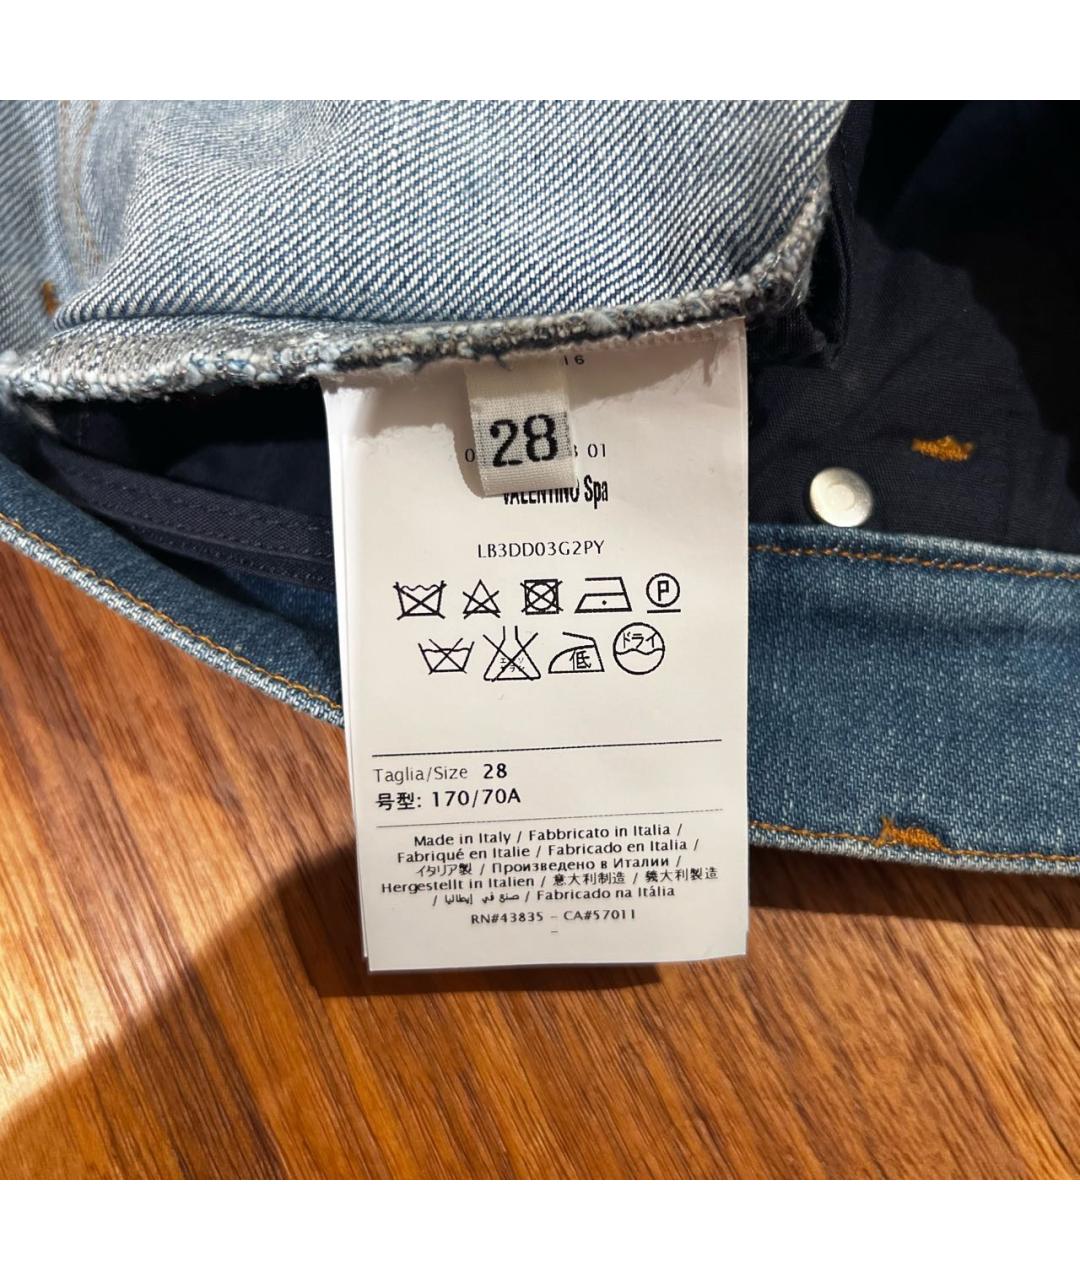 16
28
01
VALENTINO Spa
LB3DD03G2PY
P
ドライ
低
Taglia/Size 28
号型: 170/70A
Made in Italy / Fabbricato in Italia /
Fabriqué en Italie / Fabricado en Italia /
イタリア製 / Произведено в Италии /
Hergestellt in Italien / 意大利制造 / 義大利製造
/ صنع في إيطاليا / Fabricado na Itália
RN#43835 - CA#57011